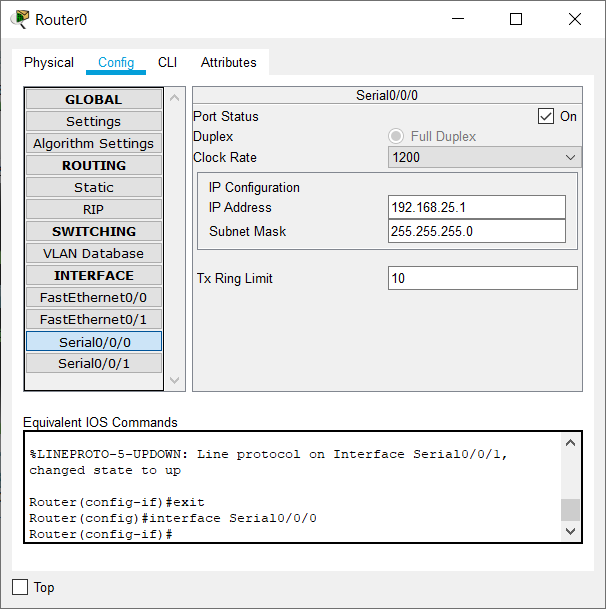 Router0
Physical Config CLI Attributes
GLOBAL
Settings
Algorithm Settings
ROUTING
Static
RIP
SWITCHING
VLAN Database
INTERFACE
FastEthernet0/0
FastEthernet0/1
Serial0/0/0
Serial0/0/1
Serial0/0/0
Port Status On
Duplex Full Duplex
Clock Rate 1200
IP Configuration
IP Address 192.168.25.1
Subnet Mask 255.255.255.0
Tx Ring Limit 10
Equivalent IOS Commands
%LINEPROTO-5-UPDOWN: Line protocol on Interface Serial0/0/1,
changed state to up
Router(config-if)#exit
Router(config)#interface Serial0/0/0
Router(config-if)#
Top